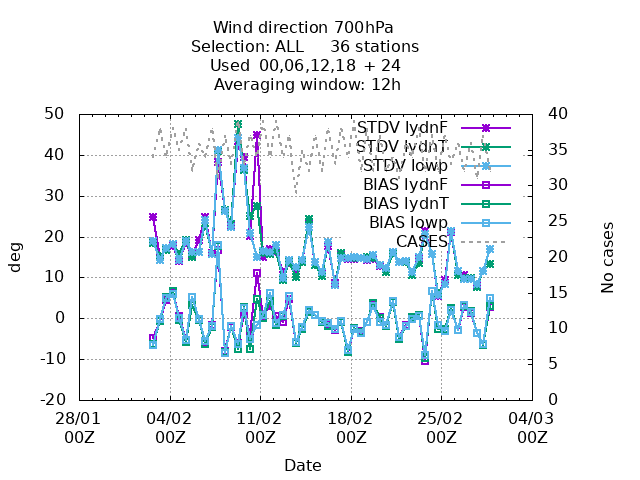 Wind direction 700hPa
Selection: ALL 36 stations
Used 00,06,12,18 + 24
Averaging window: 12h
50 40
40 35
30 30
20 25
10 20
0 15
-10 10
-20 5
0
deg
No cases
STDV lydnF
STDV lydnT
STDV lowp
BIAS lydnF
BIAS lydnT
BIAS lowp
CASES
28/01 04/02 11/02 18/02 25/02 04/03
00Z 00Z 00Z 00Z 00Z 00Z
Date